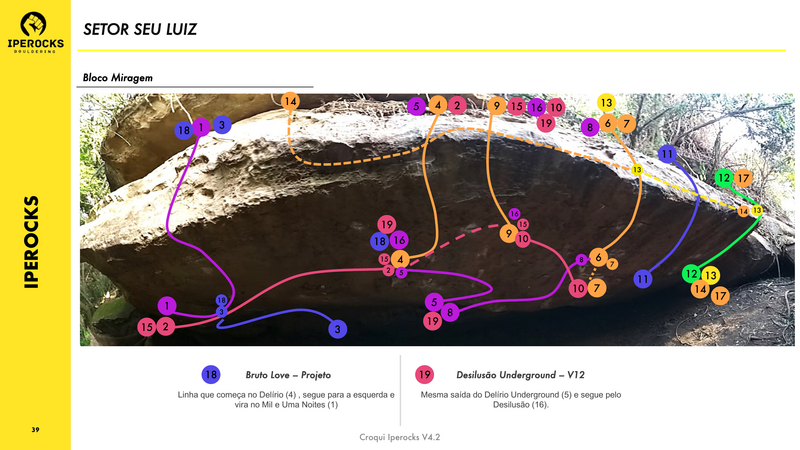 IPEROCKS
BOULDERING
SETOR SEU LUIZ
Bloco Miragem
14
5 4 2 9 15 16 10 13
19 8 6 7
18 1 3
11
13
12 17
16
19 15
14 13
18 16 9 10
15 4 8 6 7
2 5
11 12 13
10 7 14 17
1 18 5
3 8
15 2 19
3
IPEROCKS
18 Bruto Love – Projeto
Linha que começa no Delírio (4) , segue para a esquerda e
vira no Mil e Uma Noites (1)
19 Desilusão Underground – V12
Mesma saída do Delírio Underground (5) e segue pelo
Desilusão (16).
39
Croqui Iperocks V4.2